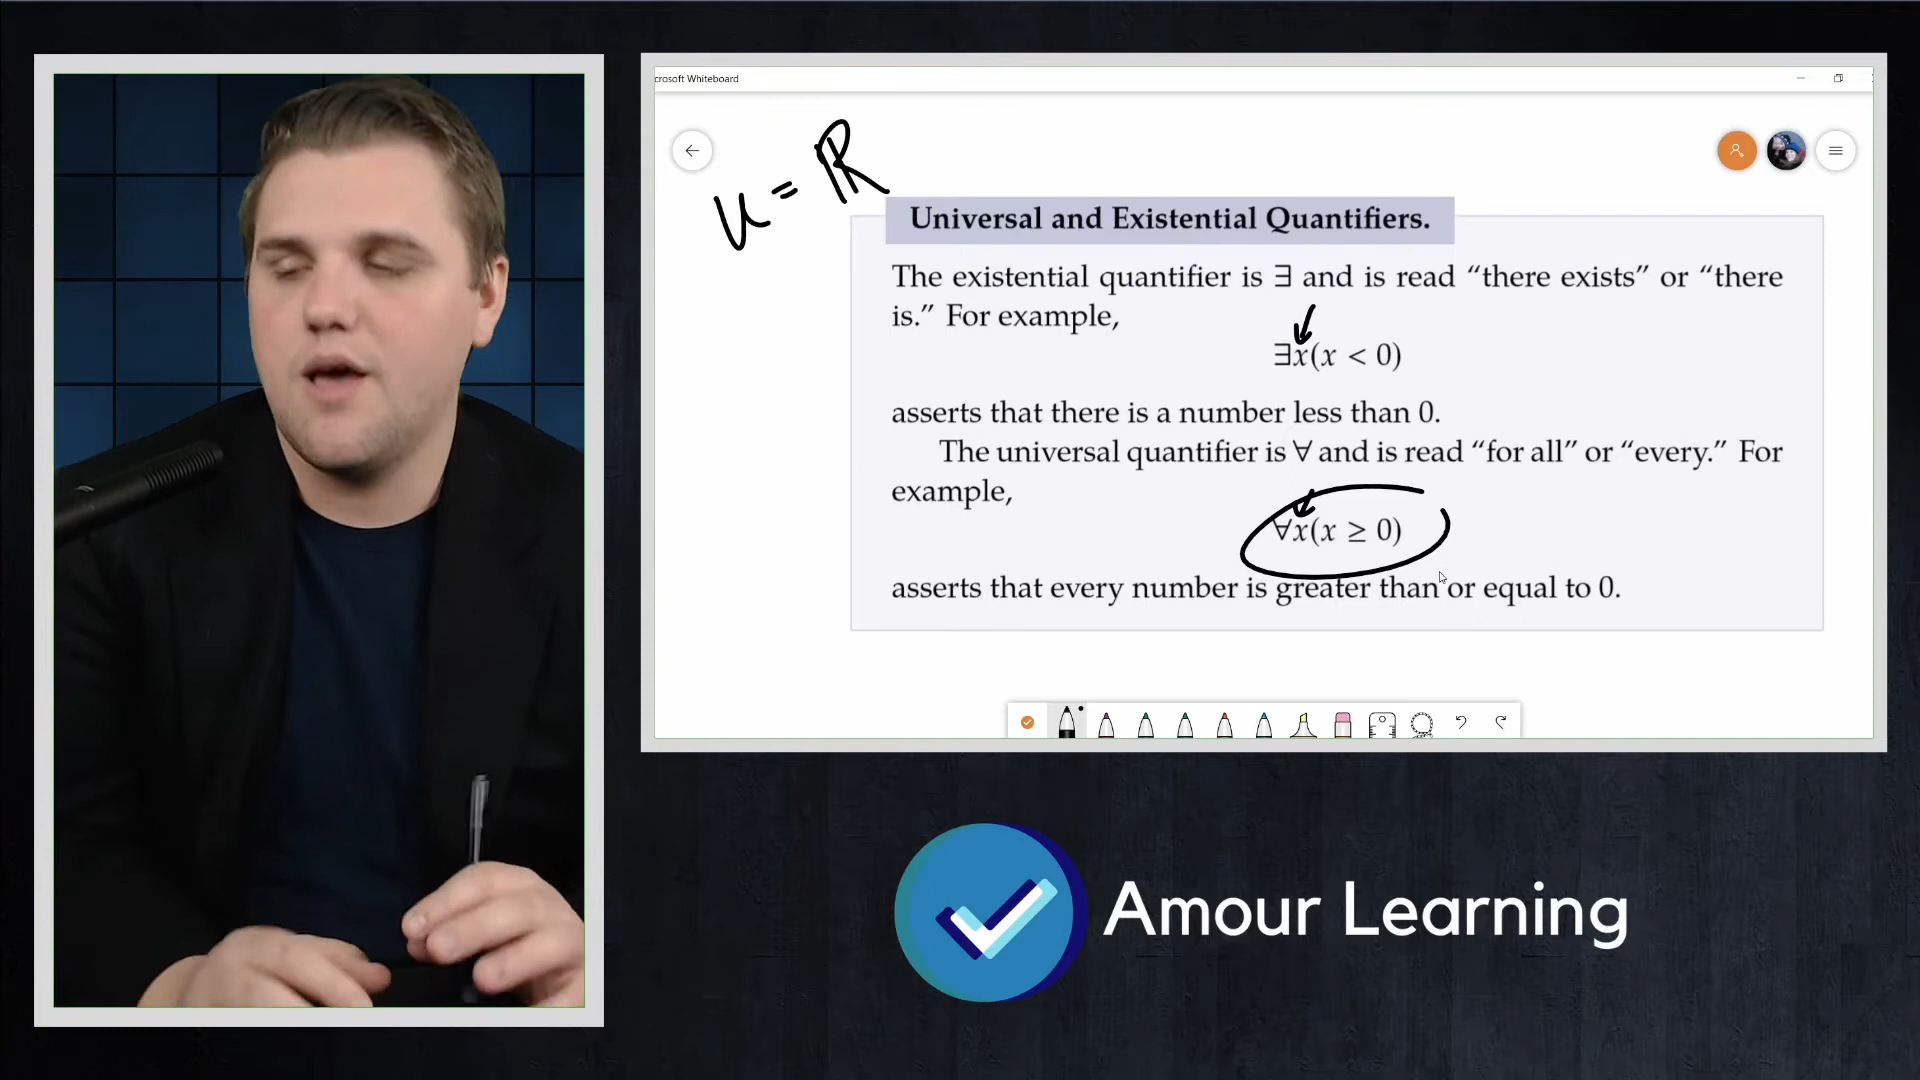 crosoft Whiteboard
U = ℝ
Universal and Existential Quantifiers.
The existential quantifier is ∃ and is read “there exists” or “there
is.” For example,
∃x(x < 0)
asserts that there is a number less than 0.
The universal quantifier is ∀ and is read “for all” or “every.” For
example,
∀x(x ≥ 0)
asserts that every number is greater than or equal to 0.
Amour Learning